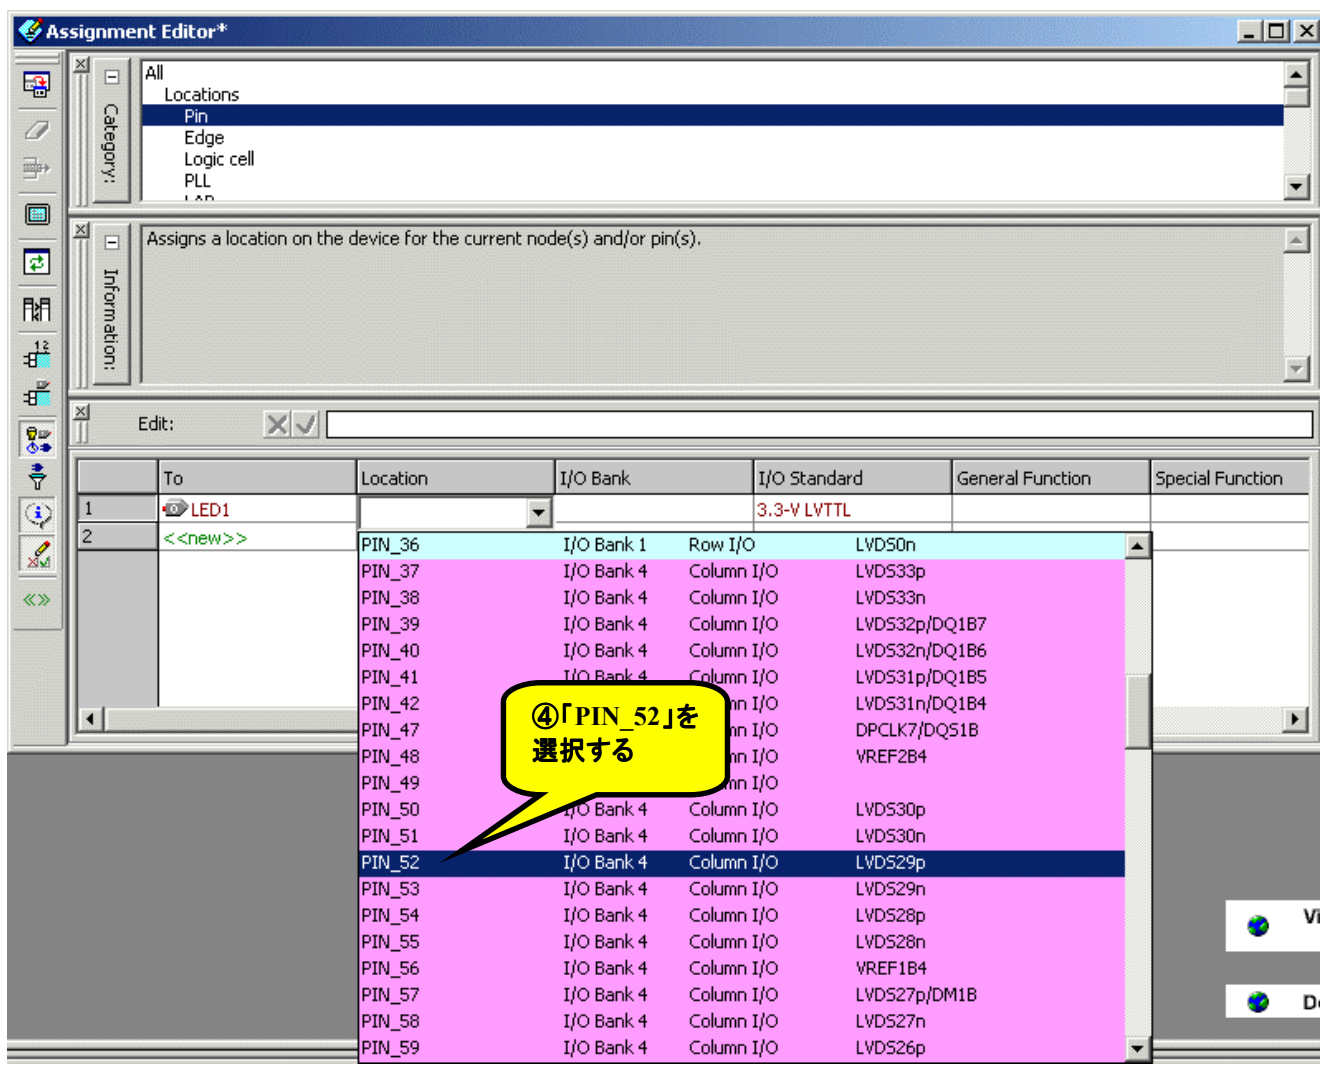 Assignment Editor*
Category:
All
Locations
Pin
Edge
Logic cell
PLL
Information:
Assigns a location on the device for the current node(s) and/or pin(s).
Edit:
To Location I/O Bank I/O Standard General Function Special Function
1 LED1 3.3-V LVTTL
2 <<new>>
PIN_36 I/O Bank 1 Row I/O LVDS0n
PIN_37 I/O Bank 4 Column I/O LVDS33p
PIN_38 I/O Bank 4 Column I/O LVDS33n
PIN_39 I/O Bank 4 Column I/O LVDS32p/DQ1B7
PIN_40 I/O Bank 4 Column I/O LVDS32n/DQ1B6
PIN_41 I/O Bank 4 Column I/O LVDS31p/DQ1B5
PIN_42 I/O LVDS31n/DQ1B4
PIN_47 I/O DPCLK7/DQS1B
PIN_48 I/O VREF2B4
PIN_49 I/O
④「PIN_52」を
選択する
PIN_50 I/O Bank 4 Column I/O LVDS30p
PIN_51 I/O Bank 4 Column I/O LVDS30n
PIN_52 I/O Bank 4 Column I/O LVDS29p
PIN_53 I/O Bank 4 Column I/O LVDS29n
PIN_54 I/O Bank 4 Column I/O LVDS28p
PIN_55 I/O Bank 4 Column I/O LVDS28n
PIN_56 I/O Bank 4 Column I/O VREF1B4
PIN_57 I/O Bank 4 Column I/O LVDS27p/DM1B
PIN_58 I/O Bank 4 Column I/O LVDS27n
PIN_59 I/O Bank 4 Column I/O LVDS26p